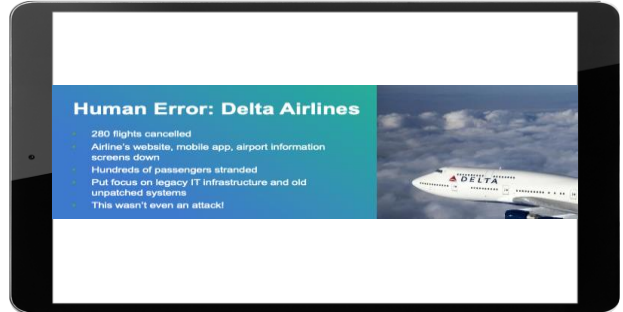 Human Error: Delta Airlines
280 flights cancelled
Airline's website, mobile app, airport information
screens down
Hundreds of passengers stranded
Put focus on legacy IT infrastructure and old
unpatched systems
This wasn't even an attack!
DELTA